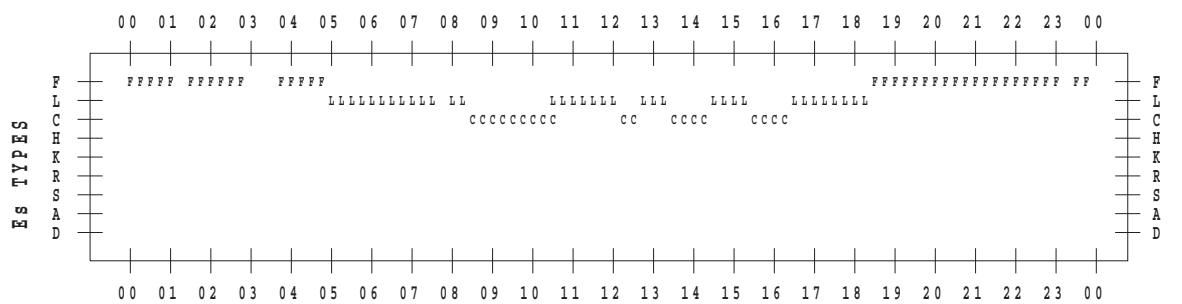 00 01 02 03 04 05 06 07 08 09 10 11 12 13 14 15 16 17 18 19 20 21 22 23 00
F FFFFF FFFFFF FFFFF FFFFFFFFFFFFFFFFFFF FF F
L LLLLLLLLLLL LL LLLLLLL LLL LLLL LLLLLLLL L
C CCCCCCCCC CC CCCC CCCC C
H H
K K
R R
S S
A A
D D
Es TYPES
00 01 02 03 04 05 06 07 08 09 10 11 12 13 14 15 16 17 18 19 20 21 22 23 00